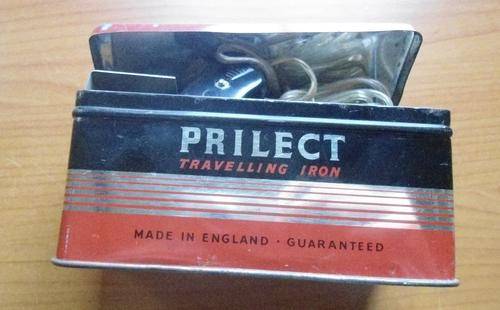 PRILECT
TRAVELLING IRON
MADE IN ENGLAND · GUARANTEED